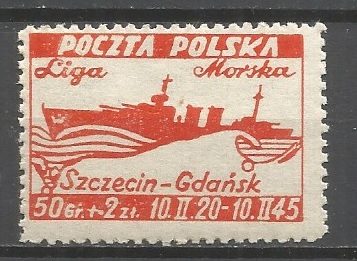 POCZTA POLSKA
Liga Morska
Szczecin-Gdańsk
50 Gr. + 2 zł. 10.II.20-10.II.45